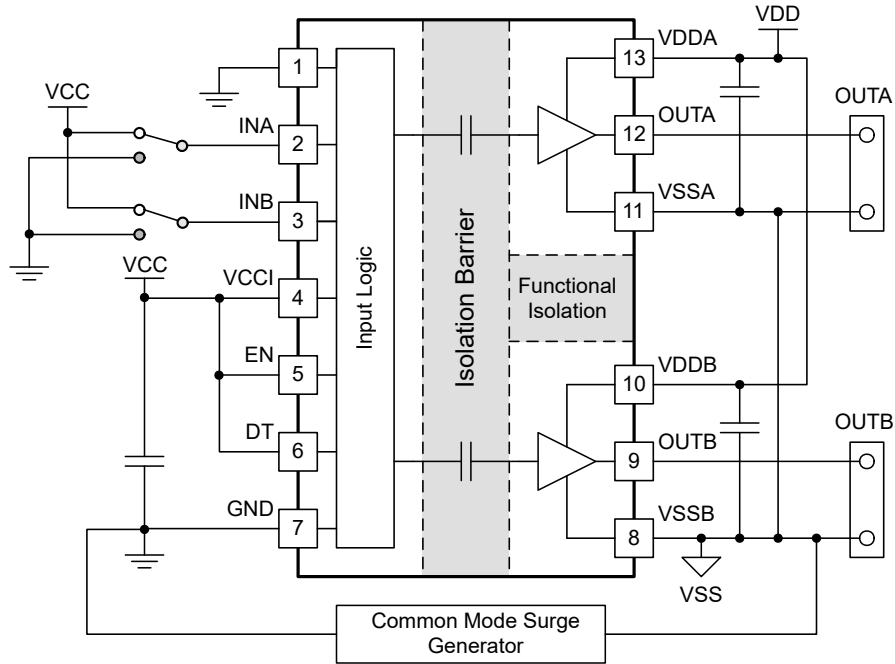 VDD
VDDA
1
13
VCC
OUTA
INA
2
OUTA
12
INB
3
VSSA
11
Input Logic
Isolation Barrier
Functional
Isolation
VCC
VCCI
4
EN
5
VDDB
10
OUTB
DT
6
OUTB
9
GND
7
VSSB
8
VSS
Common Mode Surge
Generator